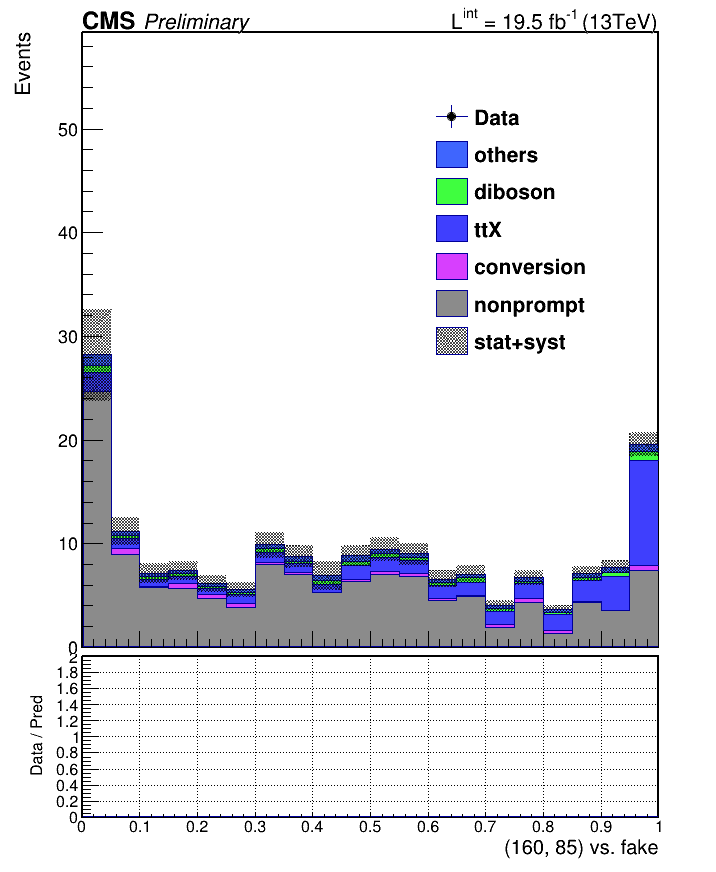 CMS Preliminary L^int = 19.5 fb^-1 (13TeV)
Events
Data
others
diboson
ttX
conversion
nonprompt
stat+syst
50
40
30
20
10
0
Data / Pred
2
1.8
1.6
1.4
1.2
1
0.8
0.6
0.4
0.2
0
0 0.1 0.2 0.3 0.4 0.5 0.6 0.7 0.8 0.9 1
(160, 85) vs. fake